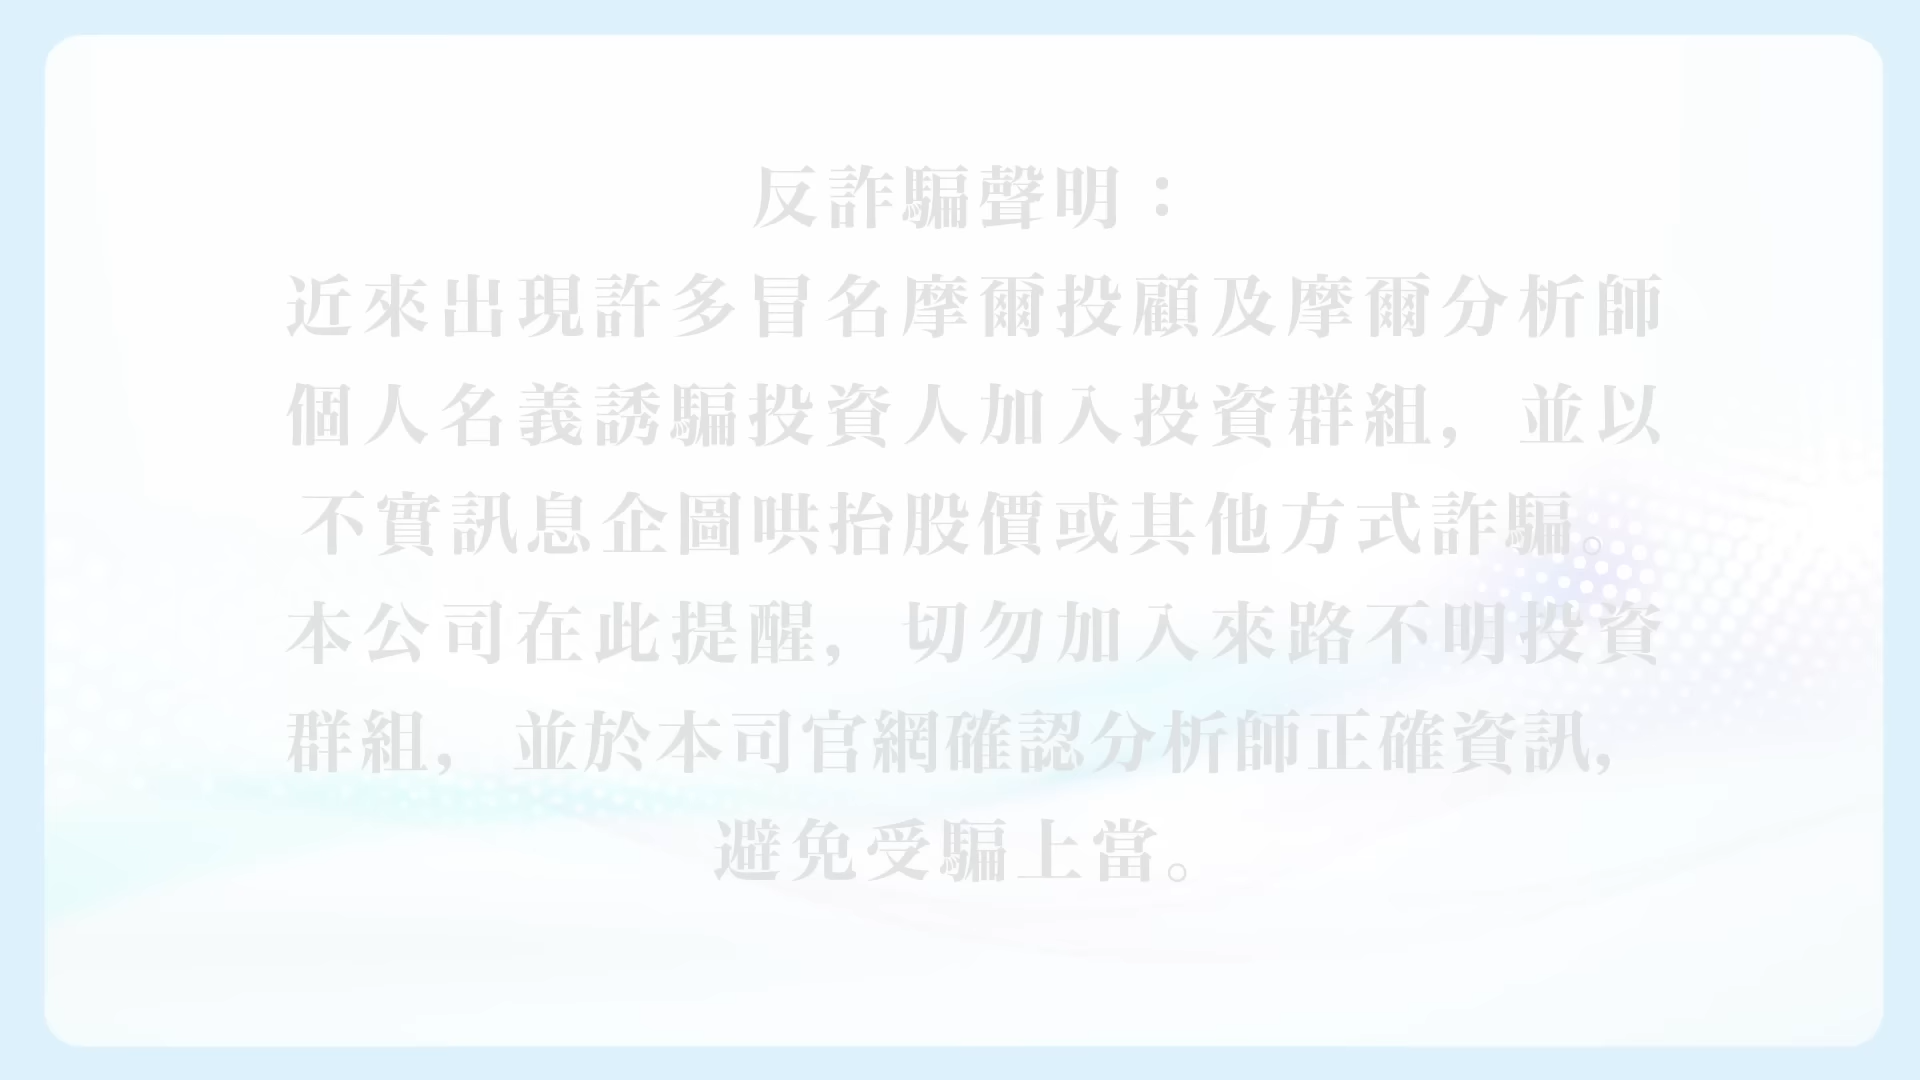 反詐騙聲明：
近來出現許多冒名摩爾投顧及摩爾分析師
個人名義誘騙投資人加入投資群組，並以
不實訊息企圖哄抬股價或其他方式詐騙。
本公司在此提醒，切勿加入來路不明投資
群組，並於本司官網確認分析師正確資訊，
避免受騙上當。